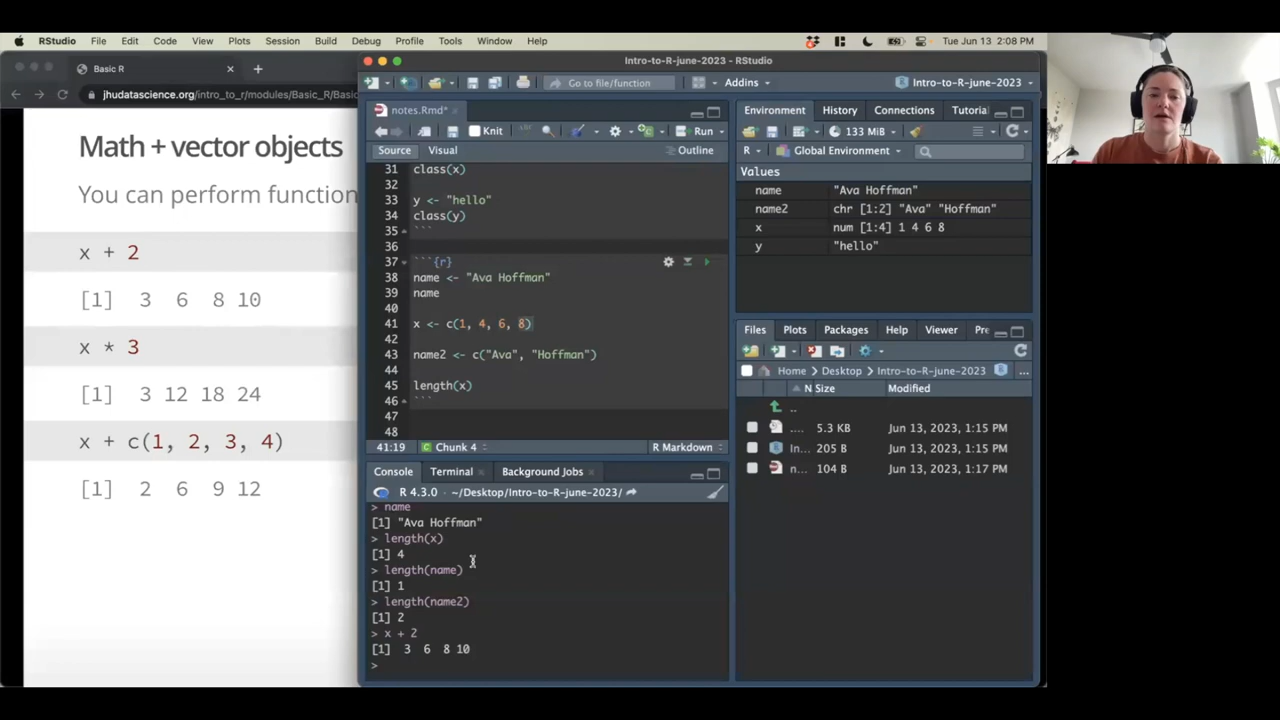 RStudio File Edit Code View Plots Session Build Debug Profile Tools Window Help Tue Jun 13 2:08 PM
Basic R
jhudatascience.org/intro_to_r/modules/Basic_R/Basi
Math + vector objects
You can perform function
x + 2
[1] 3 6 8 10
x * 3
[1] 3 12 18 24
x + c(1, 2, 3, 4)
[1] 2 6 9 12
Intro-to-R-june-2023 - RStudio
Go to file/function Addins Intro-to-R-june-2023
notes.Rmd*
Knit Run
Source Visual Outline
31 class(x)
32
33 y <- "hello"
34 class(y)
35 ```
36
37 ```{r}
38 name <- "Ava Hoffman"
39 name
40
41 x <- c(1, 4, 6, 8)
42
43 name2 <- c("Ava", "Hoffman")
44
45 length(x)
46 ```
47
48
41:19 Chunk 4 R Markdown
Console Terminal Background Jobs
R 4.3.0 · ~/Desktop/Intro-to-R-june-2023/
> name
[1] "Ava Hoffman"
> length(x)
[1] 4
> length(name)
[1] 1
> length(name2)
[1] 2
> x + 2
[1] 3 6 8 10
>
Environment History Connections Tutoria
133 MiB
R Global Environment
Values
name "Ava Hoffman"
name2 chr [1:2] "Ava" "Hoffman"
x num [1:4] 1 4 6 8
y "hello"
Files Plots Packages Help Viewer Pre
Home Desktop Intro-to-R-june-2023 ...
N Size Modified
..
.... 5.3 KB Jun 13, 2023, 1:15 PM
In... 205 B Jun 13, 2023, 1:15 PM
n... 104 B Jun 13, 2023, 1:17 PM